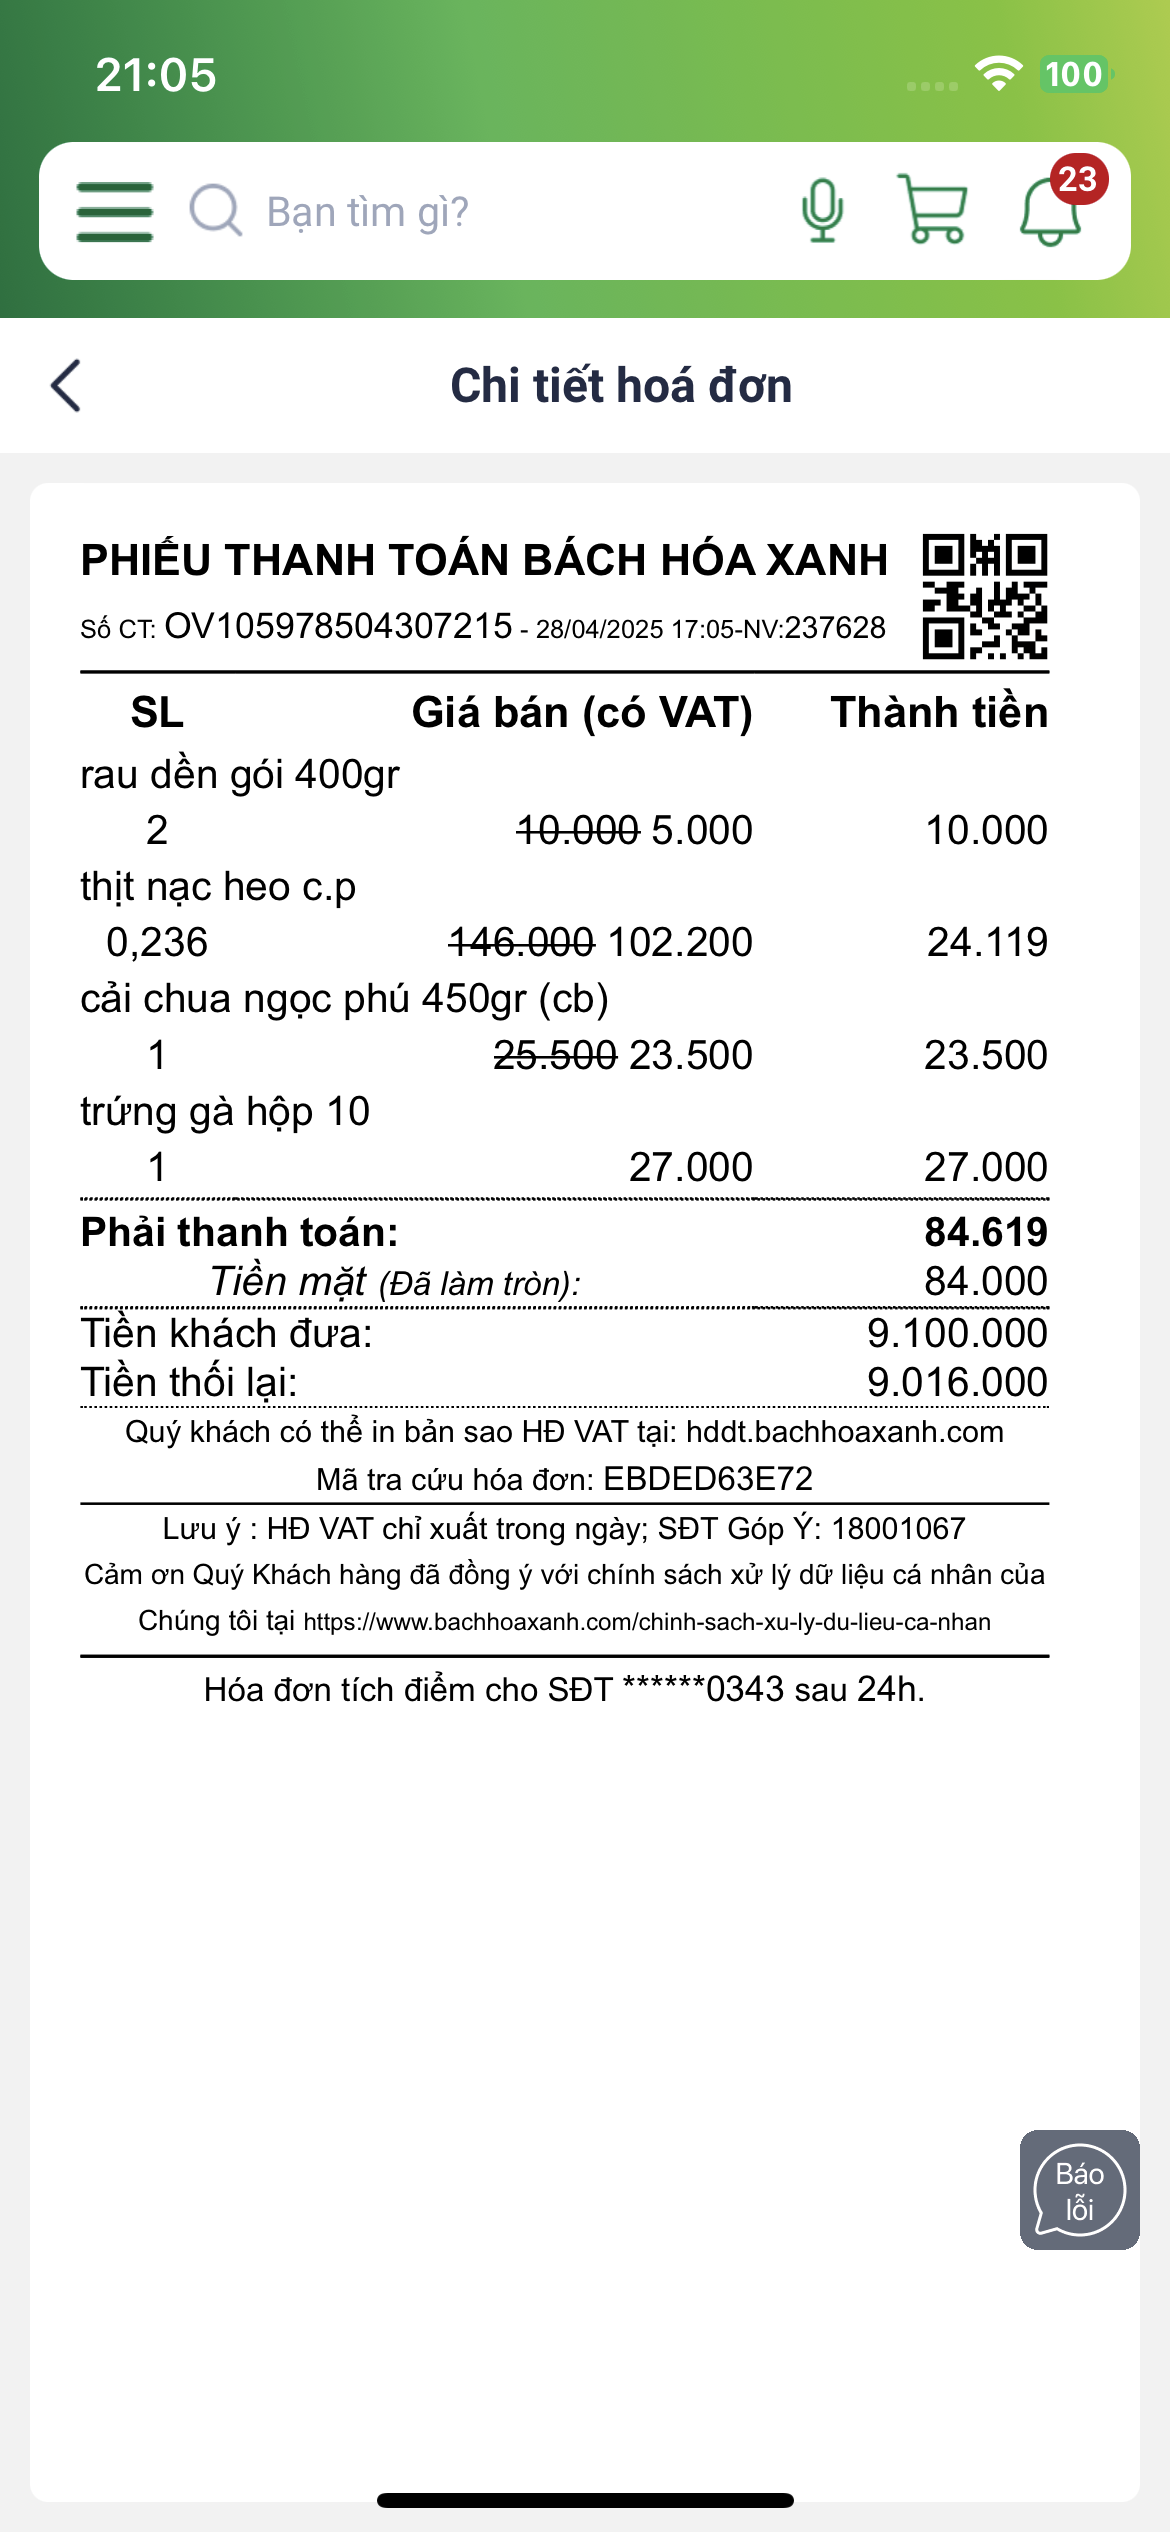 21:05
100
Bạn tìm gì?
23
Chi tiết hoá đơn
PHIẾU THANH TOÁN BÁCH HÓA XANH
Số CT: OV105978504307215 - 28/04/2025 17:05-NV:237628
SL Giá bán (có VAT) Thành tiền
rau dền gói 400gr
2 10.000 5.000 10.000
thịt nạc heo c.p
0,236 146.000 102.200 24.119
cải chua ngọc phú 450gr (cb)
1 25.500 23.500 23.500
trứng gà hộp 10
1 27.000 27.000
Phải thanh toán: 84.619
Tiền mặt (Đã làm tròn): 84.000
Tiền khách đưa: 9.100.000
Tiền thối lại: 9.016.000
Quý khách có thể in bản sao HĐ VAT tại: hddt.bachhoaxanh.com
Mã tra cứu hóa đơn: EBDED63E72
Lưu ý : HĐ VAT chỉ xuất trong ngày; SĐT Góp Ý: 18001067
Cảm ơn Quý Khách hàng đã đồng ý với chính sách xử lý dữ liệu cá nhân của
Chúng tôi tại https://www.bachhoaxanh.com/chinh-sach-xu-ly-du-lieu-ca-nhan
Hóa đơn tích điểm cho SĐT ******0343 sau 24h.
Báo
lỗi